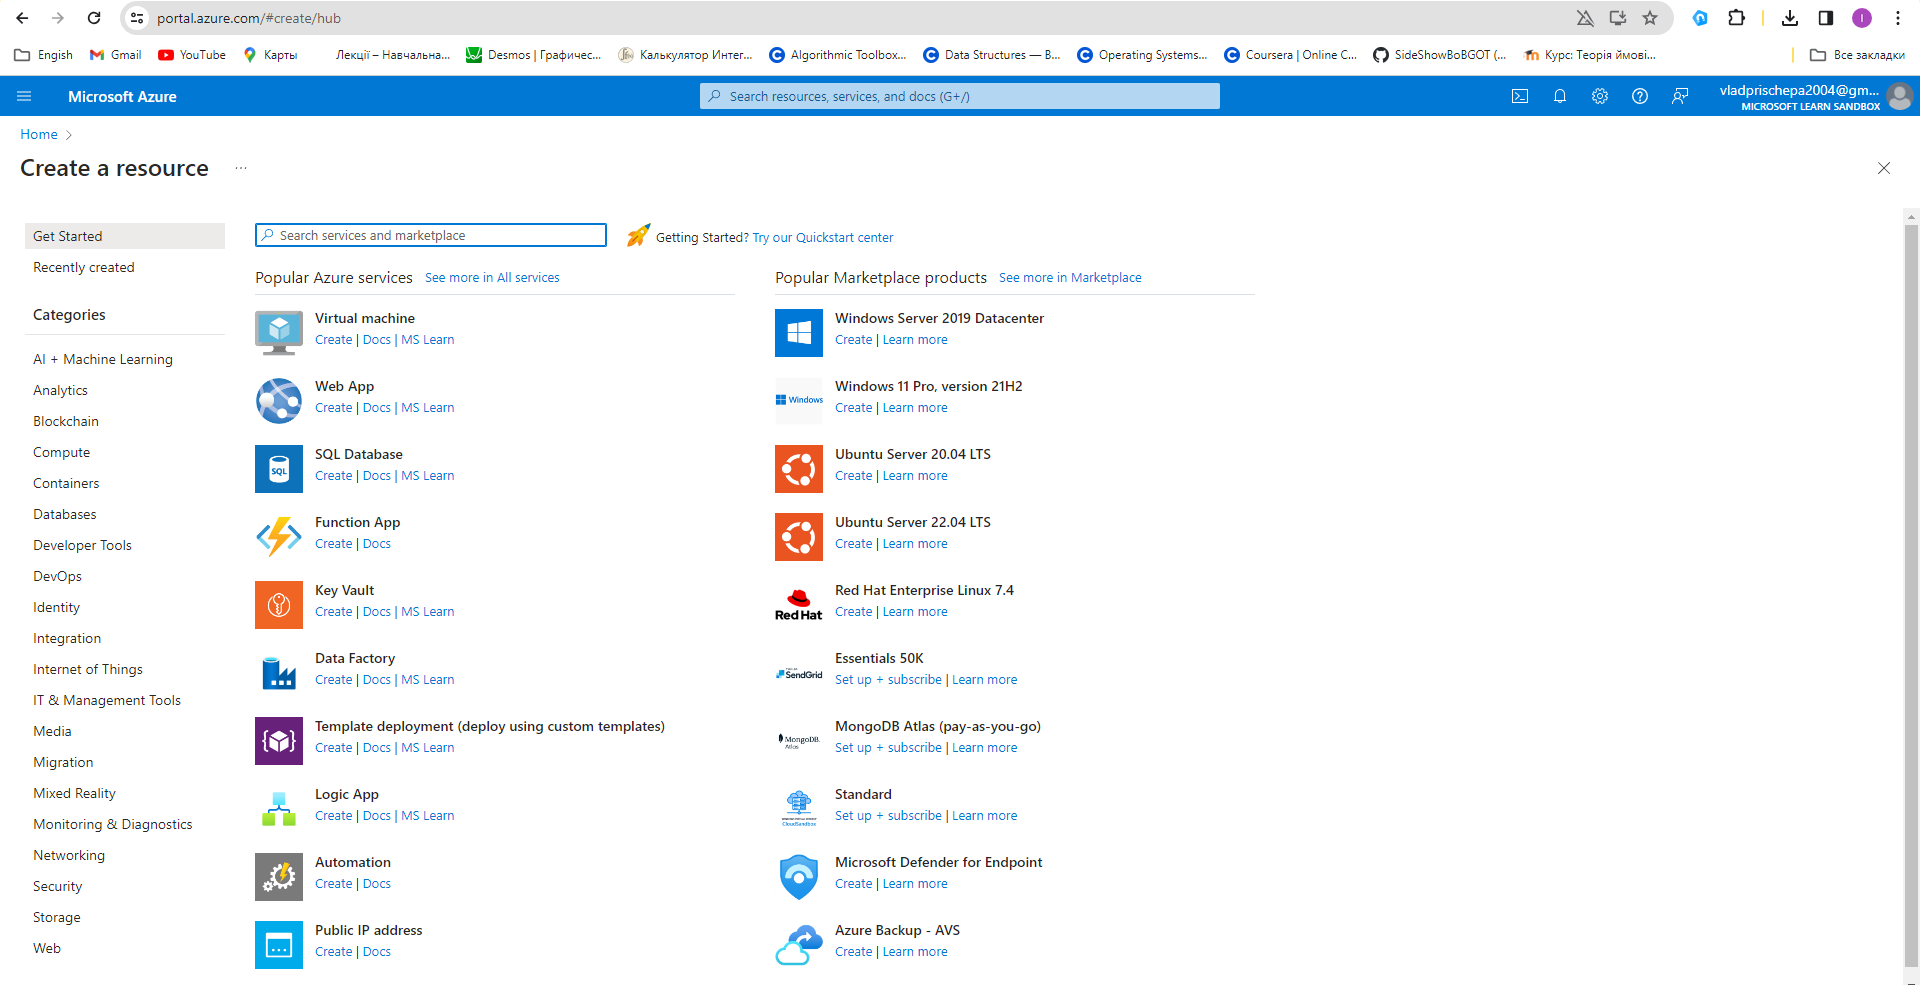 portal.azure.com/#create/hub
Engish
Gmail
YouTube
Карты
Лекції – Навчальна...
Desmos | Графичес...
Калькулятор Интег...
Algorithmic Toolbox...
Data Structures — B...
Operating Systems...
Coursera | Online C...
SideShowBoBGOT (...
Курс: Теорія ймові...
Все закладки
Microsoft Azure
Search resources, services, and docs (G+/)
vladprischepa2004@gm...
MICROSOFT LEARN SANDBOX
Home
Create a resource
Get Started
Recently created
Categories
AI + Machine Learning
Analytics
Blockchain
Compute
Containers
Databases
Developer Tools
DevOps
Identity
Integration
Internet of Things
IT & Management Tools
Media
Migration
Mixed Reality
Monitoring & Diagnostics
Networking
Security
Storage
Web
Search services and marketplace
Getting Started? Try our Quickstart center
Popular Azure services See more in All services
Virtual machine
Create | Docs | MS Learn
Web App
Create | Docs | MS Learn
SQL
SQL Database
Create | Docs | MS Learn
Function App
Create | Docs
Key Vault
Create | Docs | MS Learn
Data Factory
Create | Docs | MS Learn
Template deployment (deploy using custom templates)
Create | Docs | MS Learn
Logic App
Create | Docs | MS Learn
Automation
Create | Docs
Public IP address
Create | Docs
Popular Marketplace products See more in Marketplace
Windows Server 2019 Datacenter
Create | Learn more
Windows
Windows 11 Pro, version 21H2
Create | Learn more
Ubuntu Server 20.04 LTS
Create | Learn more
Ubuntu Server 22.04 LTS
Create | Learn more
Red Hat
Red Hat Enterprise Linux 7.4
Create | Learn more
SendGrid
Essentials 50K
Set up + subscribe | Learn more
MongoDB.
Atlas
MongoDB Atlas (pay-as-you-go)
Set up + subscribe | Learn more
CloudSandbox
Standard
Set up + subscribe | Learn more
Microsoft Defender for Endpoint
Create | Learn more
Azure Backup - AVS
Create | Learn more